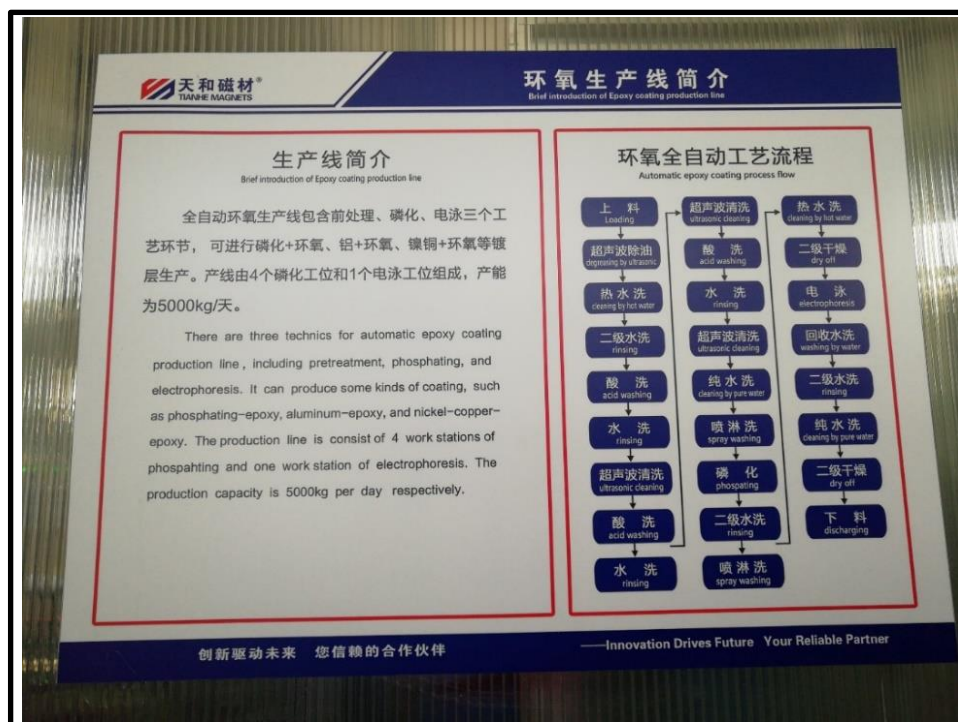 天和磁材®
TIANHE MAGNETS
环氧生产线简介
Brief introduction of Epoxy coating production line
生产线简介
Brief introduction of Epoxy coating production line
全自动环氧生产线包含前处理、磷化、电泳三个工
艺环节，可进行磷化+环氧、铝+环氧、镍铜+环氧等镀
层生产。产线由4个磷化工位和1个电泳工位组成，产能
为5000kg/天。
There are three technics for automatic epoxy coating
production line, including pretreatment, phosphating, and
electrophoresis. It can produce some kinds of coating, such
as phosphating-epoxy, aluminum-epoxy, and nickel-copper-
epoxy. The production line is consist of 4 work stations of
phospahting and one work station of electrophoresis. The
production capacity is 5000kg per day respectively.
环氧全自动工艺流程
Automatic epoxy coating process flow
上 料
Loading
超声波除油
degreasing by ultrasonic
热水洗
cleaning by hot water
二级水洗
rinsing
酸 洗
acid washing
水 洗
rinsing
超声波清洗
ultrasonic cleaning
酸 洗
acid washing
水 洗
rinsing
超声波清洗
ultrasonic cleaning
酸 洗
acid washing
水 洗
rinsing
超声波清洗
ultrasonic cleaning
纯水洗
cleaning by pure water
喷淋洗
spray washing
磷 化
phospating
二级水洗
rinsing
喷淋洗
spray washing
热水洗
cleaning by hot water
二级干燥
dry off
电 泳
electrophoresis
回收水洗
washing by water
二级水洗
rinsing
纯水洗
cleaning by pure water
二级干燥
dry off
下 料
discharging
创新驱动未来 您信赖的合作伙伴
——Innovation Drives Future Your Reliable Partner